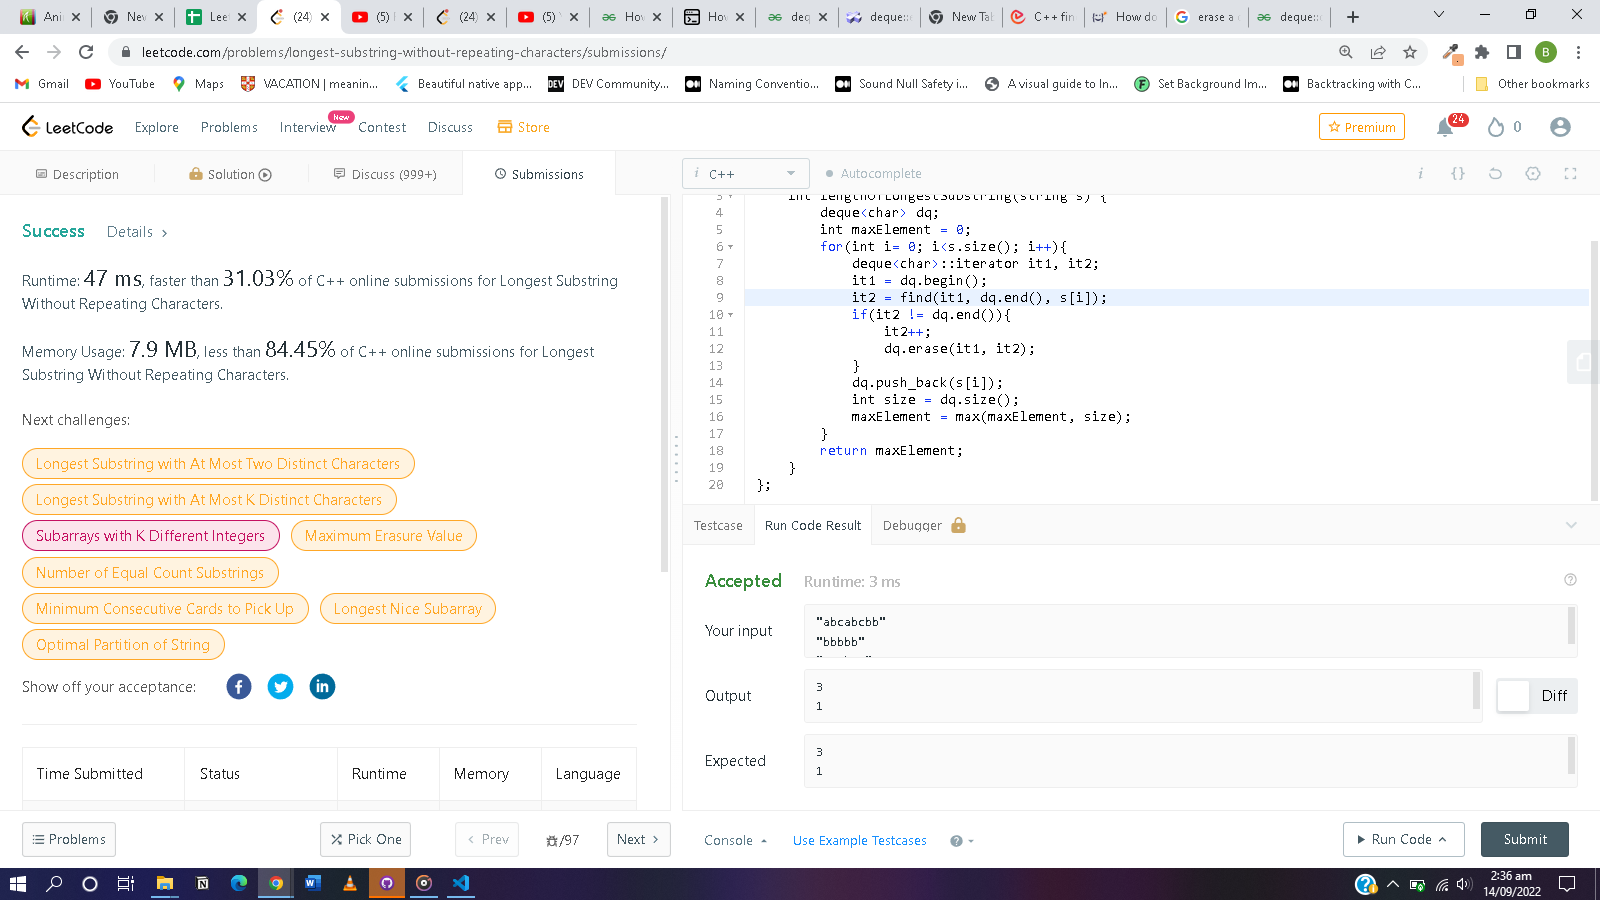 Ani
New
Leet
(24)
(5)
(24)
(5)
How
How
deq
deque::
New Tab
C++ fin
How do
erase a
deque::
leetcode.com/problems/longest-substring-without-repeating-characters/submissions/
B
Gmail
YouTube
Maps
VACATION | meanin...
Beautiful native app...
DEV Community...
Naming Conventio...
Sound Null Safety i...
A visual guide to In...
Set Background Im...
Backtracking with C...
Other bookmarks
LeetCode
Explore
Problems
Interview
New
Contest
Discuss
Store
Premium
24
0
Description
Solution
Discuss (999+)
Submissions
i C++
Autocomplete
Success Details >
Runtime: 47 ms, faster than 31.03% of C++ online submissions for Longest Substring
Without Repeating Characters.
Memory Usage: 7.9 MB, less than 84.45% of C++ online submissions for Longest
Substring Without Repeating Characters.
Next challenges:
Longest Substring with At Most Two Distinct Characters
Longest Substring with At Most K Distinct Characters
Subarrays with K Different Integers
Maximum Erasure Value
Number of Equal Count Substrings
Minimum Consecutive Cards to Pick Up
Longest Nice Subarray
Optimal Partition of String
Show off your acceptance:
Time Submitted Status Runtime Memory Language
3 int lengthOfLongestSubstring(string s) {
4 deque<char> dq;
5 int maxElement = 0;
6 for(int i= 0; i<s.size(); i++){
7 deque<char>::iterator it1, it2;
8 it1 = dq.begin();
9 it2 = find(it1, dq.end(), s[i]);
10 if(it2 != dq.end()){
11 it2++;
12 dq.erase(it1, it2);
13 }
14 dq.push_back(s[i]);
15 int size = dq.size();
16 maxElement = max(maxElement, size);
17 }
18 return maxElement;
19 }
20 };
Testcase
Run Code Result
Debugger
Accepted Runtime: 3 ms
Your input
"abcabcbb"
"bbbbb"
Output
3
1
Diff
Expected
3
1
Problems
Pick One
< Prev
/97
Next >
Console
Use Example Testcases
Run Code
Submit
2:36 am
14/09/2022